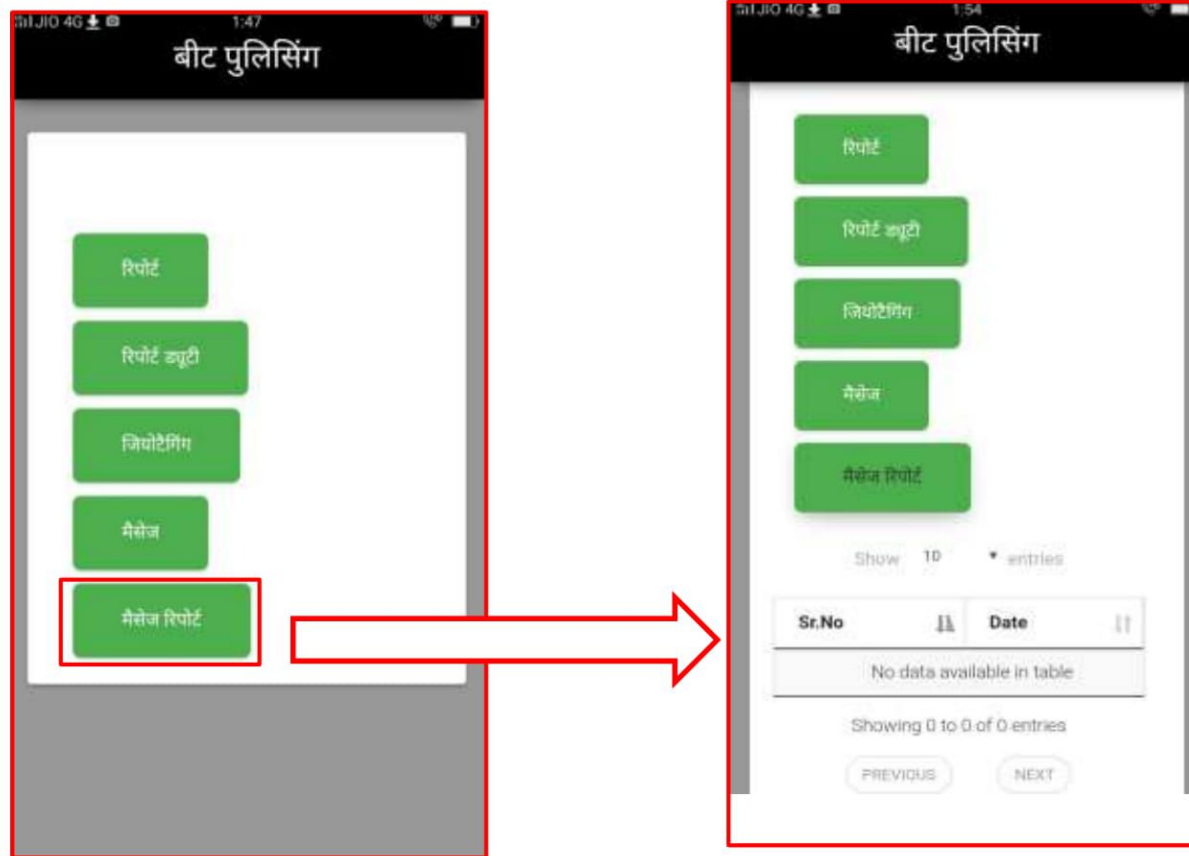 JIO 4G 1:47
बीट पुलिसिंग
रिपोर्ट
रिपोर्ट ड्यूटी
जियोटैगिंग
मैसेज
मैसेज रिपोर्ट
JIO 4G 1:54
बीट पुलिसिंग
रिपोर्ट
रिपोर्ट ड्यूटी
जियोटैगिंग
मैसेज
मैसेज रिपोर्ट
Show 10 entries
Sr.No Date
No data available in table
Showing 0 to 0 of 0 entries
PREVIOUS NEXT